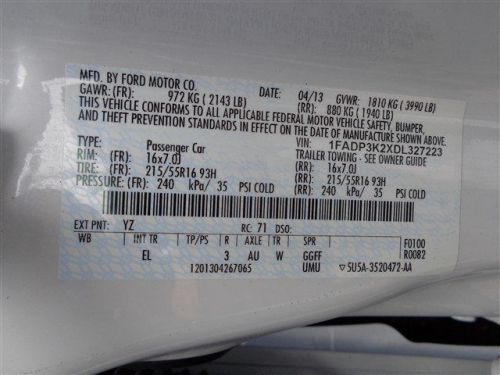 MFD. BY FORD MOTOR CO. 04/13 GVWR: 1810 KG ( 3990 LB)
GAWR: (FR): 972 KG ( 2143 LB) (RR): 880 KG ( 1940 LB)
THIS VEHICLE CONFORMS TO ALL APPLICABLE FEDERAL MOTOR VEHICLE SAFETY, BUMPER,
AND THEFT PREVENTION STANDARDS IN EFFECT ON THE DATE OF MANUFACTURE SHOWN ABOVE.
VIN: 1FADP3K2XDL327223
TYPE: Passenger Car TRAILER TOWING - SEE OWNER GUIDE
RIM: (FR): 16x7.0J (RR): 16x7.0J
TIRE: (FR): 215/55R16 93H (RR): 215/55R16 93H
PRESSURE: (FR): 240 kPa/ 35 PSI COLD (RR): 240 kPa/ 35 PSI COLD
EXT PNT: YZ RC: 71 DSO:
WB INT TR TP/PS R AXLE TR SPR F0100
EL 3 AU W GGFF R0082
1201304267065 UMU 5U5A-3520472-AA